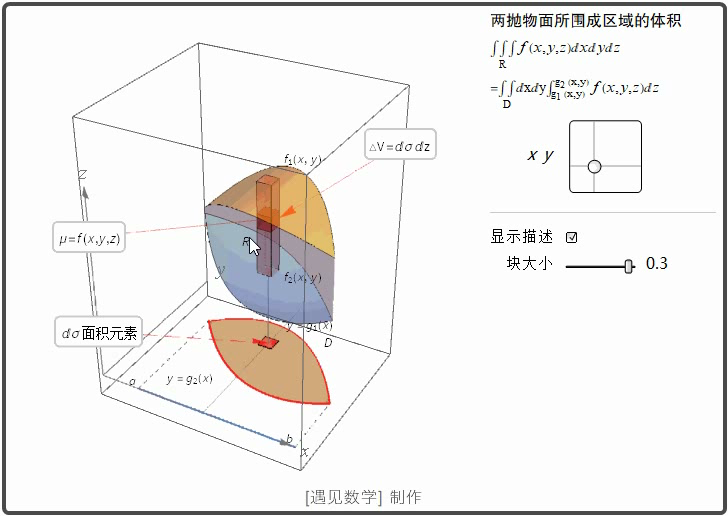 两抛物面所围成区域的体积
∫∫∫ f(x,y,z)dxdydz
R
=∫∫dxdy∫g₁(x,y)g₂(x,y) f(x,y,z)dz
D
x y
显示描述
块大小 0.3
△V=dσdz
f₁(x, y)
z
μ=f(x,y,z)
R
y
f₂(x, y)
dσ面积元素
y = g₁(x)
D
y = g₂(x)
a
b
x
[遇见数学] 制作